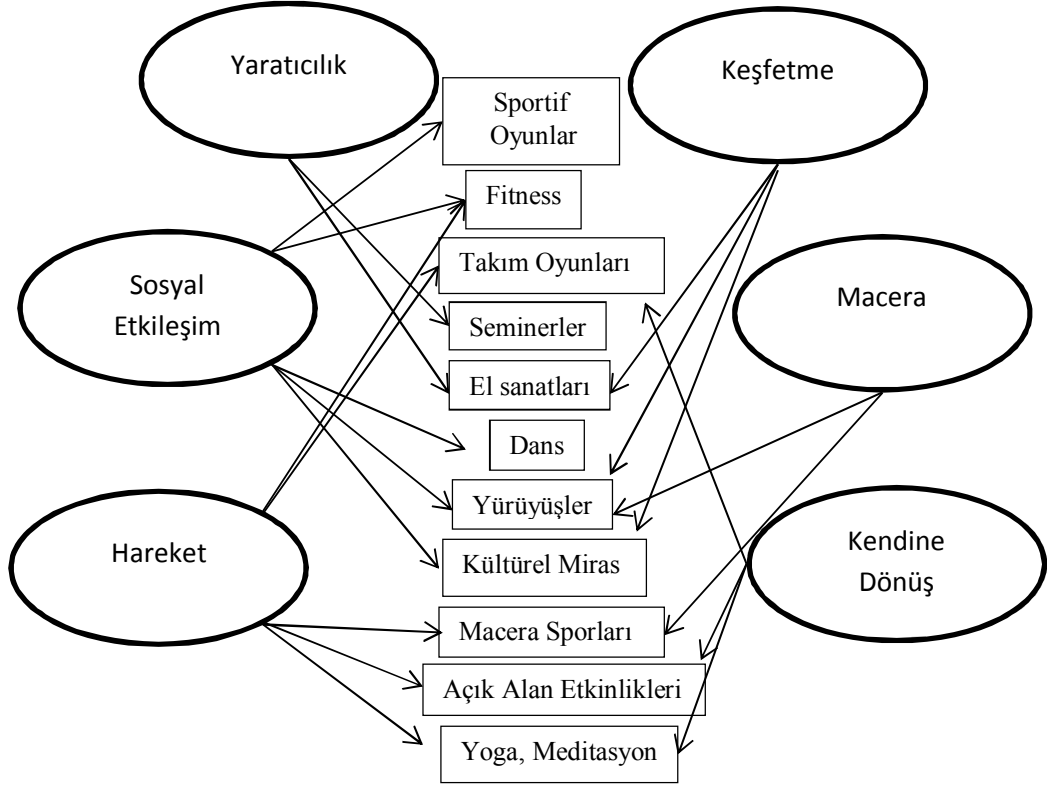 Yaratıcılık
Keşfetme
Sportif
Oyunlar
Fitness
Takım Oyunları
Sosyal
Etkileşim
Macera
Seminerler
El sanatları
Dans
Yürüyüşler
Hareket
Kültürel Miras
Kendine
Dönüş
Macera Sporları
Açık Alan Etkinlikleri
Yoga, Meditasyon